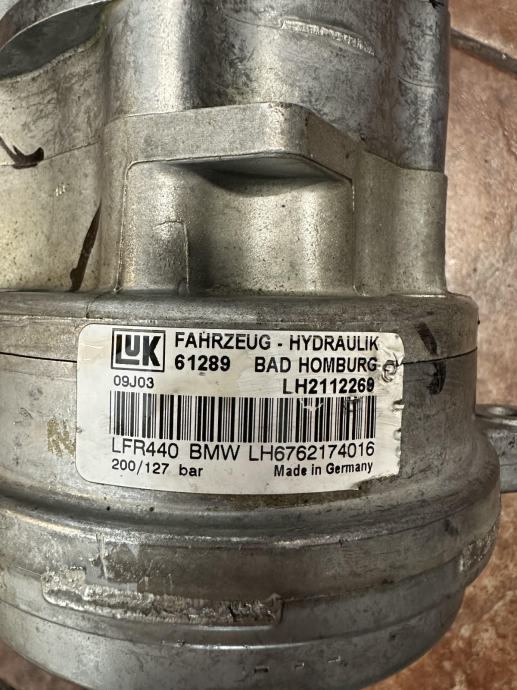 LUK FAHRZEUG - HYDRAULIK
61289 BAD HOMBURG
09J03 LH2112269
LFR440 BMW LH6762174016
200/127 bar Made in Germany